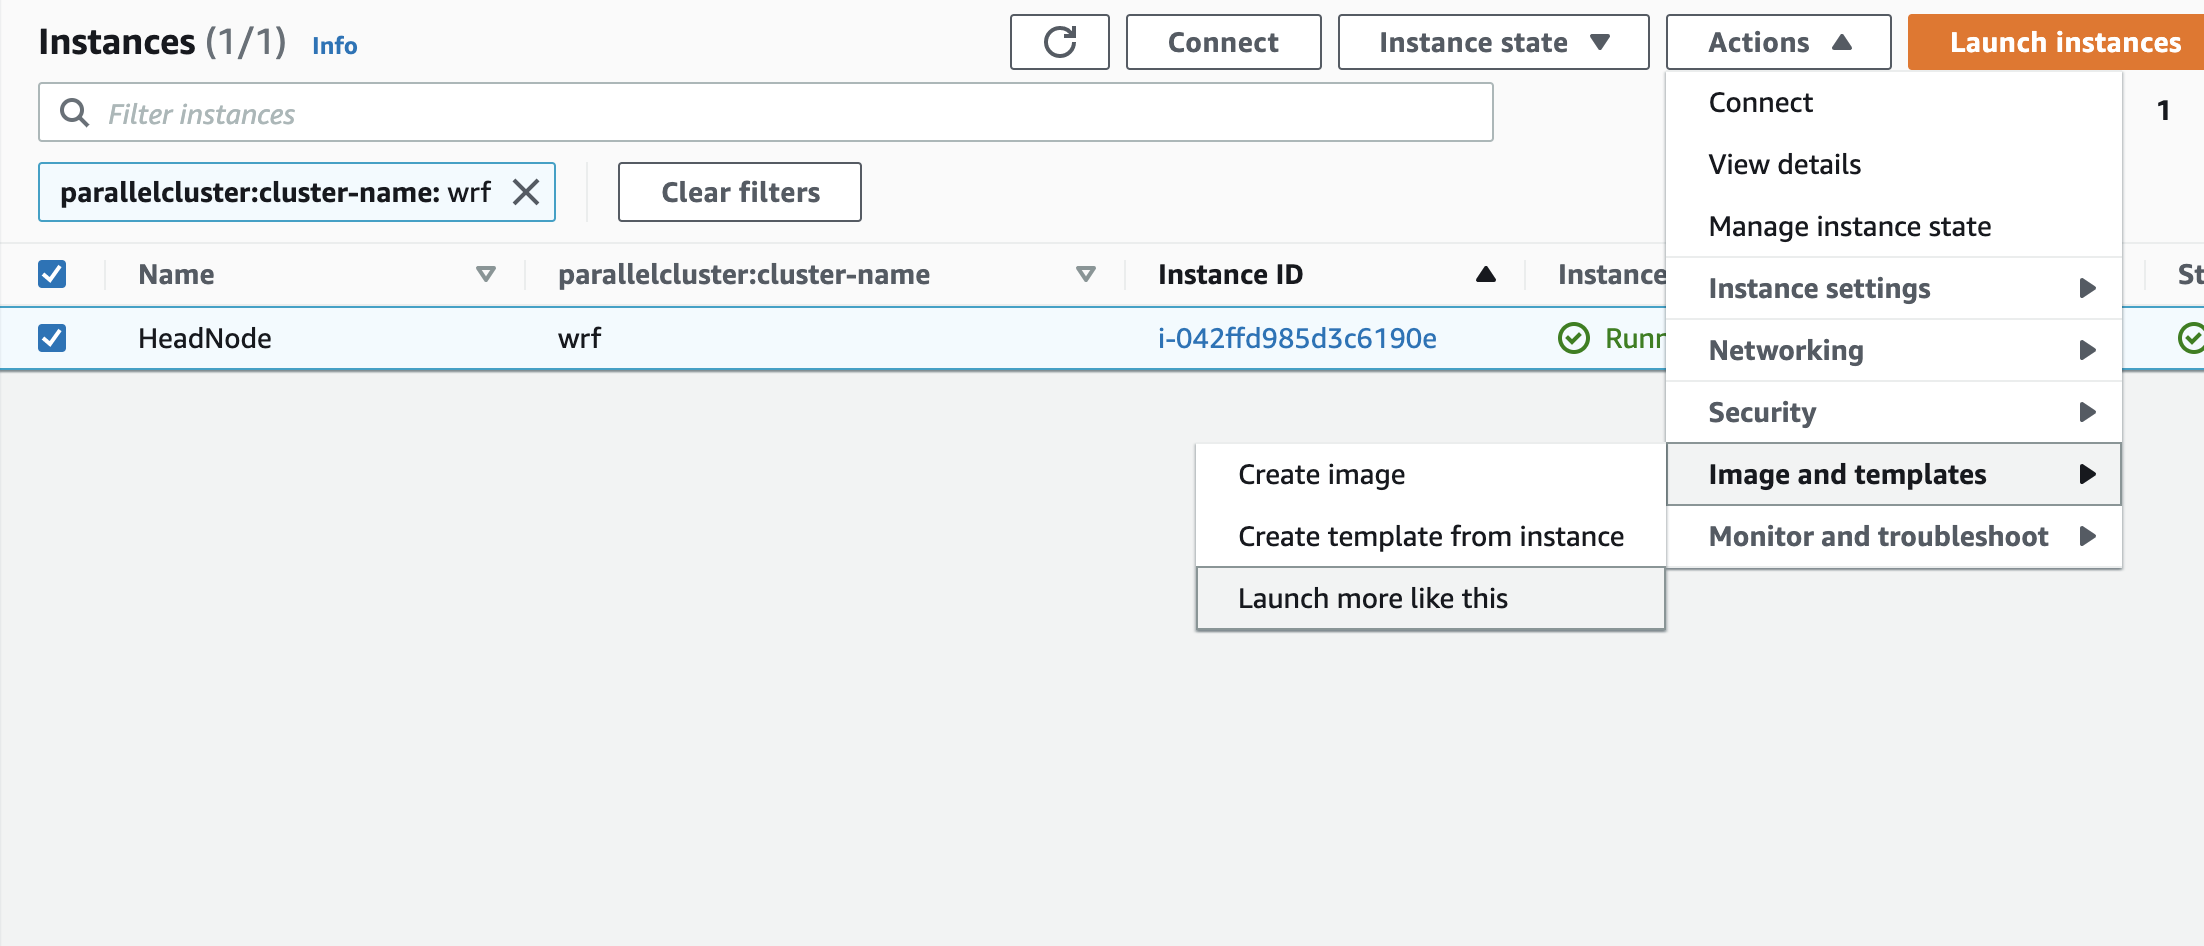 Instances (1/1) Info
Connect
Instance state
Actions
Launch instances
Filter instances
1
parallelcluster:cluster-name: wrf
Clear filters
Name
parallelcluster:cluster-name
Instance ID
Instance
St
HeadNode
wrf
i-042ffd985d3c6190e
Runn
Connect
View details
Manage instance state
Instance settings
Networking
Security
Image and templates
Monitor and troubleshoot
Create image
Create template from instance
Launch more like this